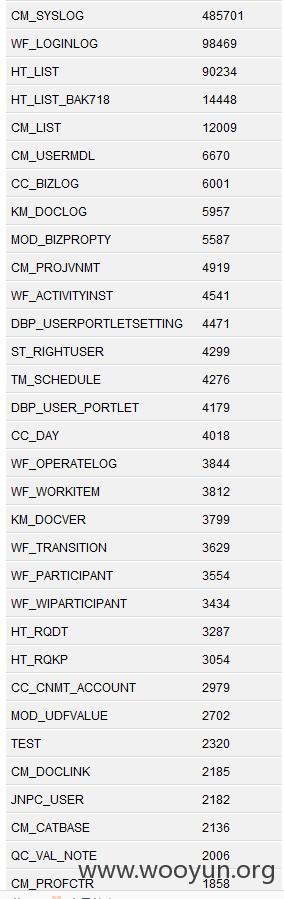 CM_SYSLOG 485701
WF_LOGINLOG 98469
HT_LIST 90234
HT_LIST_BAK718 14448
CM_LIST 12009
CM_USERMDL 6670
CC_BIZLOG 6001
KM_DOCLOG 5957
MOD_BIZPROPTY 5587
CM_PROJVNMT 4919
WF_ACTIVITYINST 4541
DBP_USERPORTLETSETTING 4471
ST_RIGHTUSER 4299
TM_SCHEDULE 4276
DBP_USER_PORTLET 4179
CC_DAY 4018
WF_OPERATELOG 3844
WF_WORKITEM 3812
KM_DOCVER 3799
WF_TRANSITION 3629
WF_PARTICIPANT 3554
WF_WIPARTICIPANT 3434
HT_RQDT 3287
HT_RQKP 3054
CC_CNMT_ACCOUNT 2979
MOD_UDFVALUE 2702
TEST 2320
CM_DOCLINK 2185
JNPC_USER 2182
CM_CATBASE 2136
QC_VAL_NOTE 2006
www.wooyun.org
CM_PROFCTR 1858